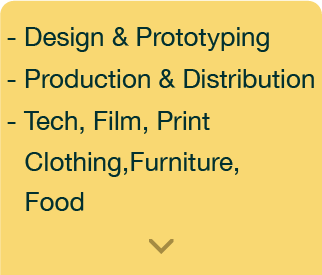 - Design & Prototyping
- Production & Distribution
- Tech, Film, Print
Clothing,Furniture,
Food